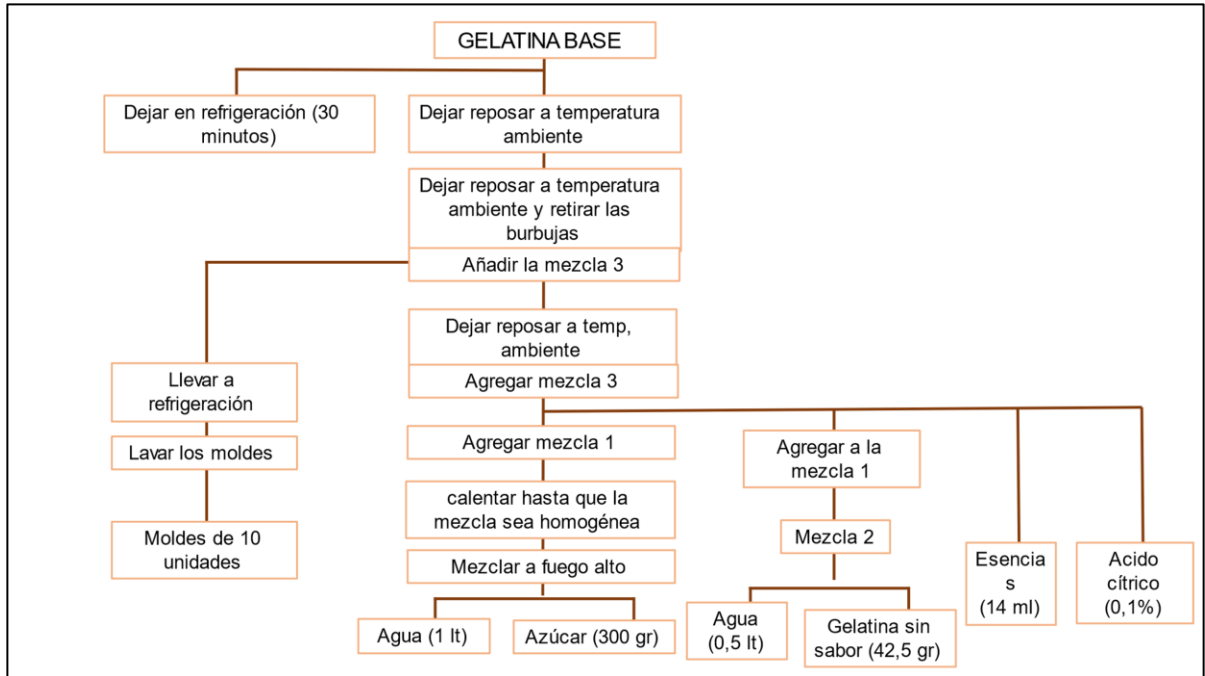 GELATINA BASE
Dejar en refrigeración (30
minutos)
Dejar reposar a temperatura
ambiente
Dejar reposar a temperatura
ambiente y retirar las
burbujas
Añadir la mezcla 3
Dejar reposar a temp,
ambiente
Agregar mezcla 3
Llevar a
refrigeración
Lavar los moldes
Moldes de 10
unidades
Agregar mezcla 1
calentar hasta que la
mezcla sea homogénea
Mezclar a fuego alto
Agua (1 lt)
Azúcar (300 gr)
Agregar a la
mezcla 1
Mezcla 2
Agua
(0,5 lt)
Gelatina sin
sabor (42,5 gr)
Esencia
s
(14 ml)
Acido
cítrico
(0,1%)